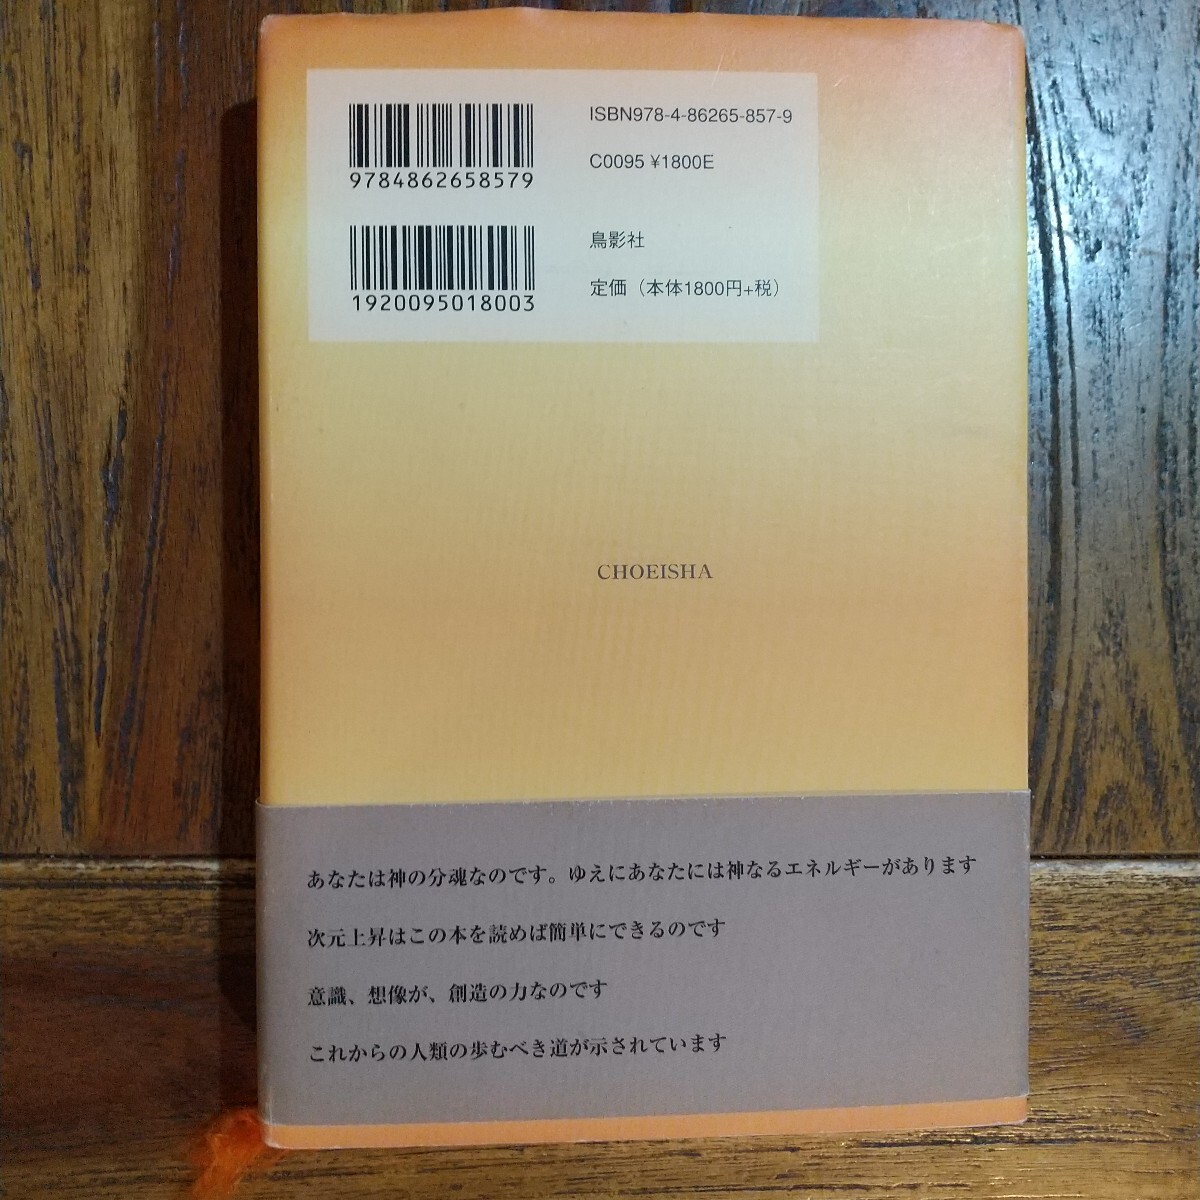 ISBN978-4-86265-857-9
C0095 ¥1800E
9784862658579
鳥影社
定価（本体1800円+税）
1920095018003
CHOEISHA
あなたは神の分魂なのです。ゆえにあなたには神なるエネルギーがあります
次元上昇はこの本を読めば簡単にできるのです
意識、想像が、創造の力なのです
これからの人類の歩むべき道が示されています